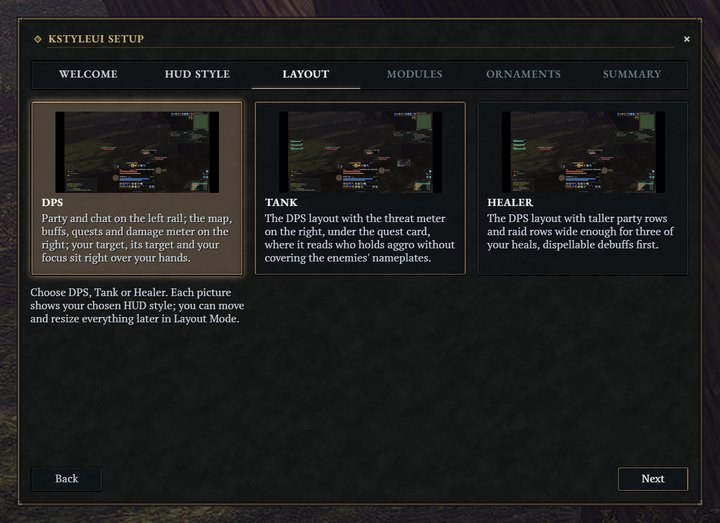 KSTYLEUI SETUP
×
WELCOME
HUD STYLE
LAYOUT
MODULES
ORNAMENTS
SUMMARY
DPS
Party and chat on the left rail; the map,
buffs, quests and damage meter on the
right; your target, its target and your
focus sit right over your hands.
TANK
The DPS layout with the threat meter
on the right, under the quest card,
where it reads who holds aggro without
covering the enemies' nameplates.
HEALER
The DPS layout with taller party rows
and raid rows wide enough for three of
your heals, dispellable debuffs first.
Choose DPS, Tank or Healer. Each picture
shows your chosen HUD style; you can move
and resize everything later in Layout Mode.
Back
Next